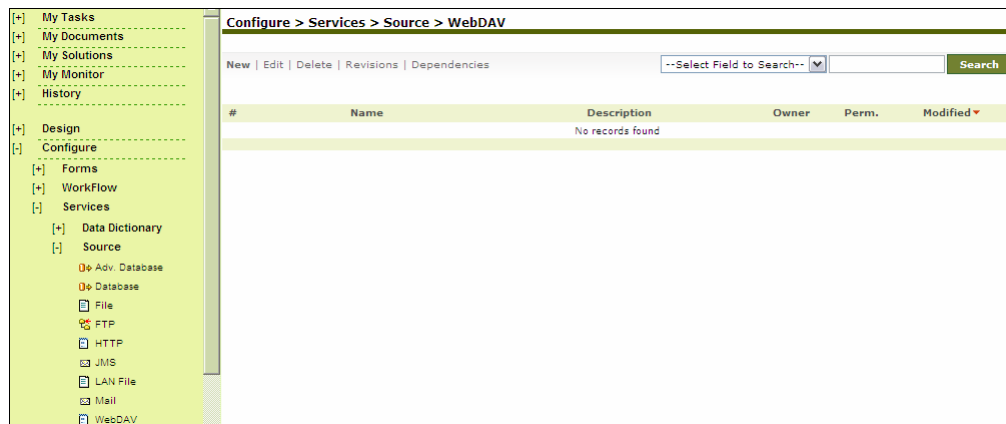 [+] My Tasks
[+] My Documents
[+] My Solutions
[+] My Monitor
[+] History
[+] Design
[-] Configure
[+] Forms
[+] WorkFlow
[-] Services
[+] Data Dictionary
[-] Source
Adv. Database
Database
File
FTP
HTTP
JMS
LAN File
Mail
WebDAV
Configure > Services > Source > WebDAV
New | Edit | Delete | Revisions | Dependencies
--Select Field to Search-- Search
# Name Description Owner Perm. Modified
No records found